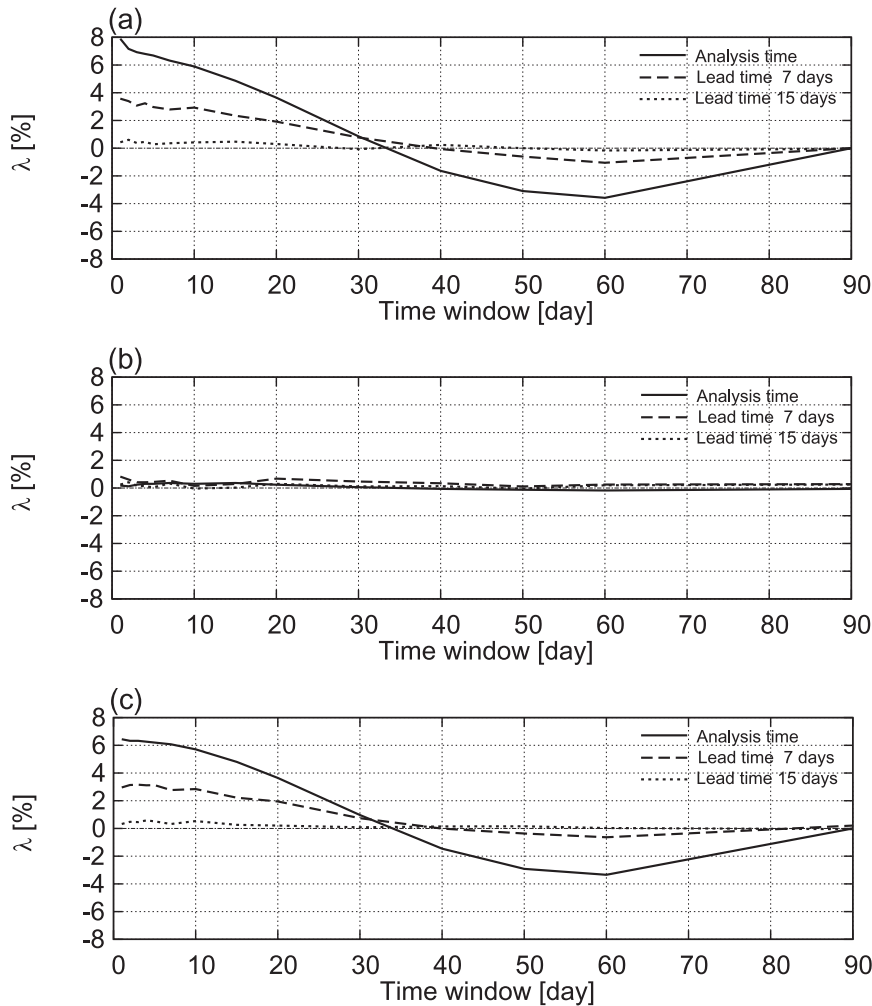 (a)
8
6
4
2
0
-2
-4
-6
-8
λ [%]
Analysis time
Lead time 7 days
Lead time 15 days
0 10 20 30 40 50 60 70 80 90
Time window [day]
(b)
8
6
4
2
0
-2
-4
-6
-8
λ [%]
Analysis time
Lead time 7 days
Lead time 15 days
0 10 20 30 40 50 60 70 80 90
Time window [day]
(c)
8
6
4
2
0
-2
-4
-6
-8
λ [%]
Analysis time
Lead time 7 days
Lead time 15 days
0 10 20 30 40 50 60 70 80 90
Time window [day]